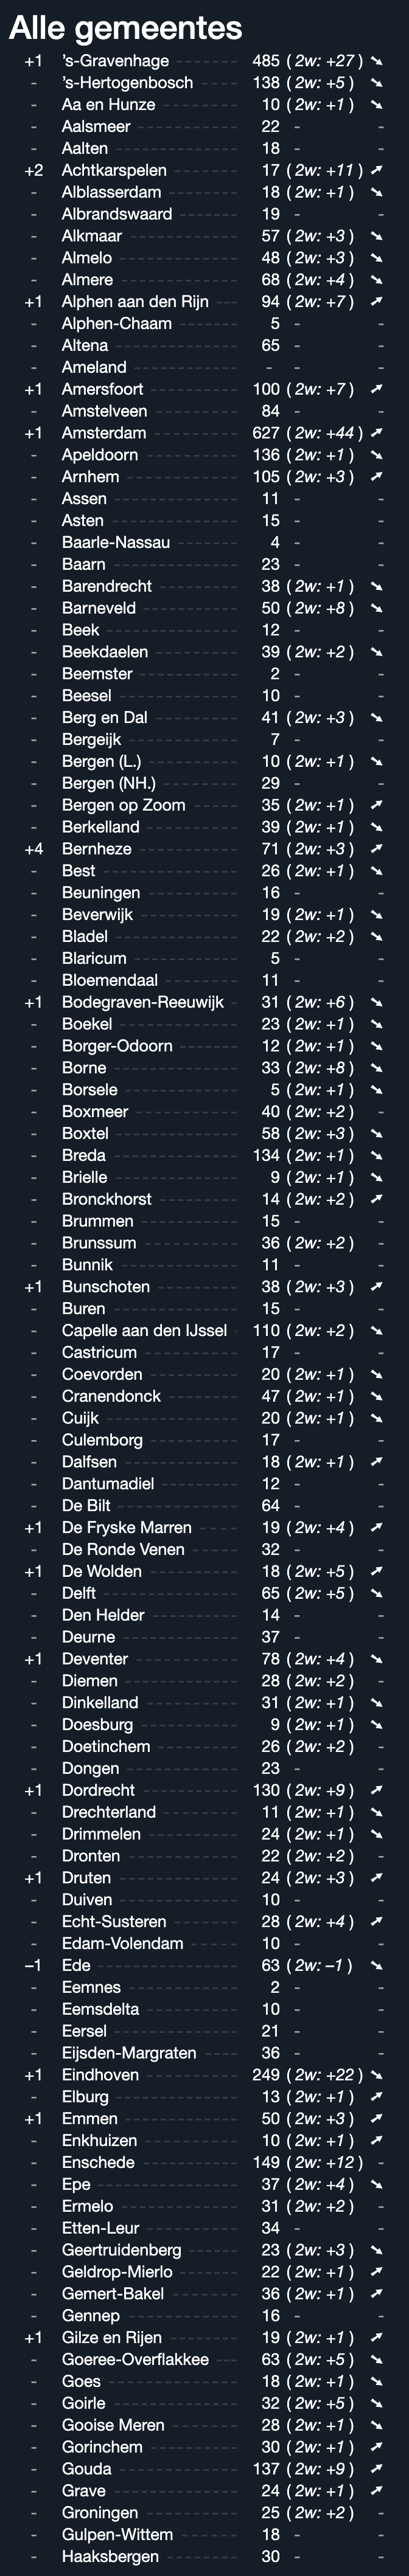 Alle gemeentes
+1 's-Gravenhage 485 ( 2w: +27 ) ↘
- 's-Hertogenbosch 138 ( 2w: +5 ) ↘
- Aa en Hunze 10 ( 2w: +1 ) ↘
- Aalsmeer 22 - -
- Aalten 18 - -
+2 Achtkarspelen 17 ( 2w: +11 ) ↗
- Alblasserdam 18 ( 2w: +1 ) ↘
- Albrandswaard 19 - -
- Alkmaar 57 ( 2w: +3 ) ↘
- Almelo 48 ( 2w: +3 ) ↘
- Almere 68 ( 2w: +4 ) ↘
+1 Alphen aan den Rijn 94 ( 2w: +7 ) ↗
- Alphen-Chaam 5 - -
- Altena 65 - -
- Ameland - - -
+1 Amersfoort 100 ( 2w: +7 ) ↗
- Amstelveen 84 - -
+1 Amsterdam 627 ( 2w: +44 ) ↗
- Apeldoorn 136 ( 2w: +1 ) ↘
- Arnhem 105 ( 2w: +3 ) ↗
- Assen 11 - -
- Asten 15 - -
- Baarle-Nassau 4 - -
- Baarn 23 - -
- Barendrecht 38 ( 2w: +1 ) ↘
- Barneveld 50 ( 2w: +8 ) ↘
- Beek 12 - -
- Beekdaelen 39 ( 2w: +2 ) ↘
- Beemster 2 - -
- Beesel 10 - -
- Berg en Dal 41 ( 2w: +3 ) ↘
- Bergeijk 7 - -
- Bergen (L.) 10 ( 2w: +1 ) ↘
- Bergen (NH.) 29 - -
- Bergen op Zoom 35 ( 2w: +1 ) ↗
- Berkelland 39 ( 2w: +1 ) ↘
+4 Bernheze 71 ( 2w: +3 ) ↗
- Best 26 ( 2w: +1 ) ↘
- Beuningen 16 - -
- Beverwijk 19 ( 2w: +1 ) ↘
- Bladel 22 ( 2w: +2 ) ↘
- Blaricum 5 - -
- Bloemendaal 11 - -
+1 Bodegraven-Reeuwijk 31 ( 2w: +6 ) ↘
- Boekel 23 ( 2w: +1 ) ↘
- Borger-Odoorn 12 ( 2w: +1 ) ↘
- Borne 33 ( 2w: +8 ) ↘
- Borsele 5 ( 2w: +1 ) ↘
- Boxmeer 40 ( 2w: +2 ) -
- Boxtel 58 ( 2w: +3 ) ↘
- Breda 134 ( 2w: +1 ) ↘
- Brielle 9 ( 2w: +1 ) ↘
- Bronckhorst 14 ( 2w: +2 ) ↗
- Brummen 15 - -
- Brunssum 36 ( 2w: +2 ) -
- Bunnik 11 - -
+1 Bunschoten 38 ( 2w: +3 ) ↗
- Buren 15 - -
- Capelle aan den IJssel 110 ( 2w: +2 ) ↘
- Castricum 17 - -
- Coevorden 20 ( 2w: +1 ) ↘
- Cranendonck 47 ( 2w: +1 ) ↘
- Cuijk 20 ( 2w: +1 ) ↘
- Culemborg 17 - -
- Dalfsen 18 ( 2w: +1 ) ↗
- Dantumadiel 12 - -
- De Bilt 64 - -
+1 De Fryske Marren 19 ( 2w: +4 ) ↗
- De Ronde Venen 32 - -
+1 De Wolden 18 ( 2w: +5 ) ↗
- Delft 65 ( 2w: +5 ) ↘
- Den Helder 14 - -
- Deurne 37 - -
+1 Deventer 78 ( 2w: +4 ) ↘
- Diemen 28 ( 2w: +2 ) -
- Dinkelland 31 ( 2w: +1 ) ↘
- Doesburg 9 ( 2w: +1 ) ↘
- Doetinchem 26 ( 2w: +2 ) -
- Dongen 23 - -
+1 Dordrecht 130 ( 2w: +9 ) ↗
- Drechterland 11 ( 2w: +1 ) ↘
- Drimmelen 24 ( 2w: +1 ) ↘
- Dronten 22 ( 2w: +2 ) -
+1 Druten 24 ( 2w: +3 ) ↗
- Duiven 10 - -
- Echt-Susteren 28 ( 2w: +4 ) ↗
- Edam-Volendam 10 - -
–1 Ede 63 ( 2w: –1 ) ↘
- Eemnes 2 - -
- Eemsdelta 10 - -
- Eersel 21 - -
- Eijsden-Margraten 36 - -
+1 Eindhoven 249 ( 2w: +22 ) ↘
- Elburg 13 ( 2w: +1 ) ↗
+1 Emmen 50 ( 2w: +3 ) ↗
- Enkhuizen 10 ( 2w: +1 ) ↗
- Enschede 149 ( 2w: +12 ) -
- Epe 37 ( 2w: +4 ) ↘
- Ermelo 31 ( 2w: +2 ) -
- Etten-Leur 34 - -
- Geertruidenberg 23 ( 2w: +3 ) ↘
- Geldrop-Mierlo 22 ( 2w: +1 ) ↗
- Gemert-Bakel 36 ( 2w: +1 ) ↗
- Gennep 16 - -
+1 Gilze en Rijen 19 ( 2w: +1 ) ↗
- Goeree-Overflakkee 63 ( 2w: +5 ) ↘
- Goes 18 ( 2w: +1 ) ↘
- Goirle 32 ( 2w: +5 ) ↘
- Gooise Meren 28 ( 2w: +1 ) ↘
- Gorinchem 30 ( 2w: +1 ) ↗
- Gouda 137 ( 2w: +9 ) ↗
- Grave 24 ( 2w: +1 ) ↗
- Groningen 25 ( 2w: +2 ) -
- Gulpen-Wittem 18 - -
- Haaksbergen 30 - -